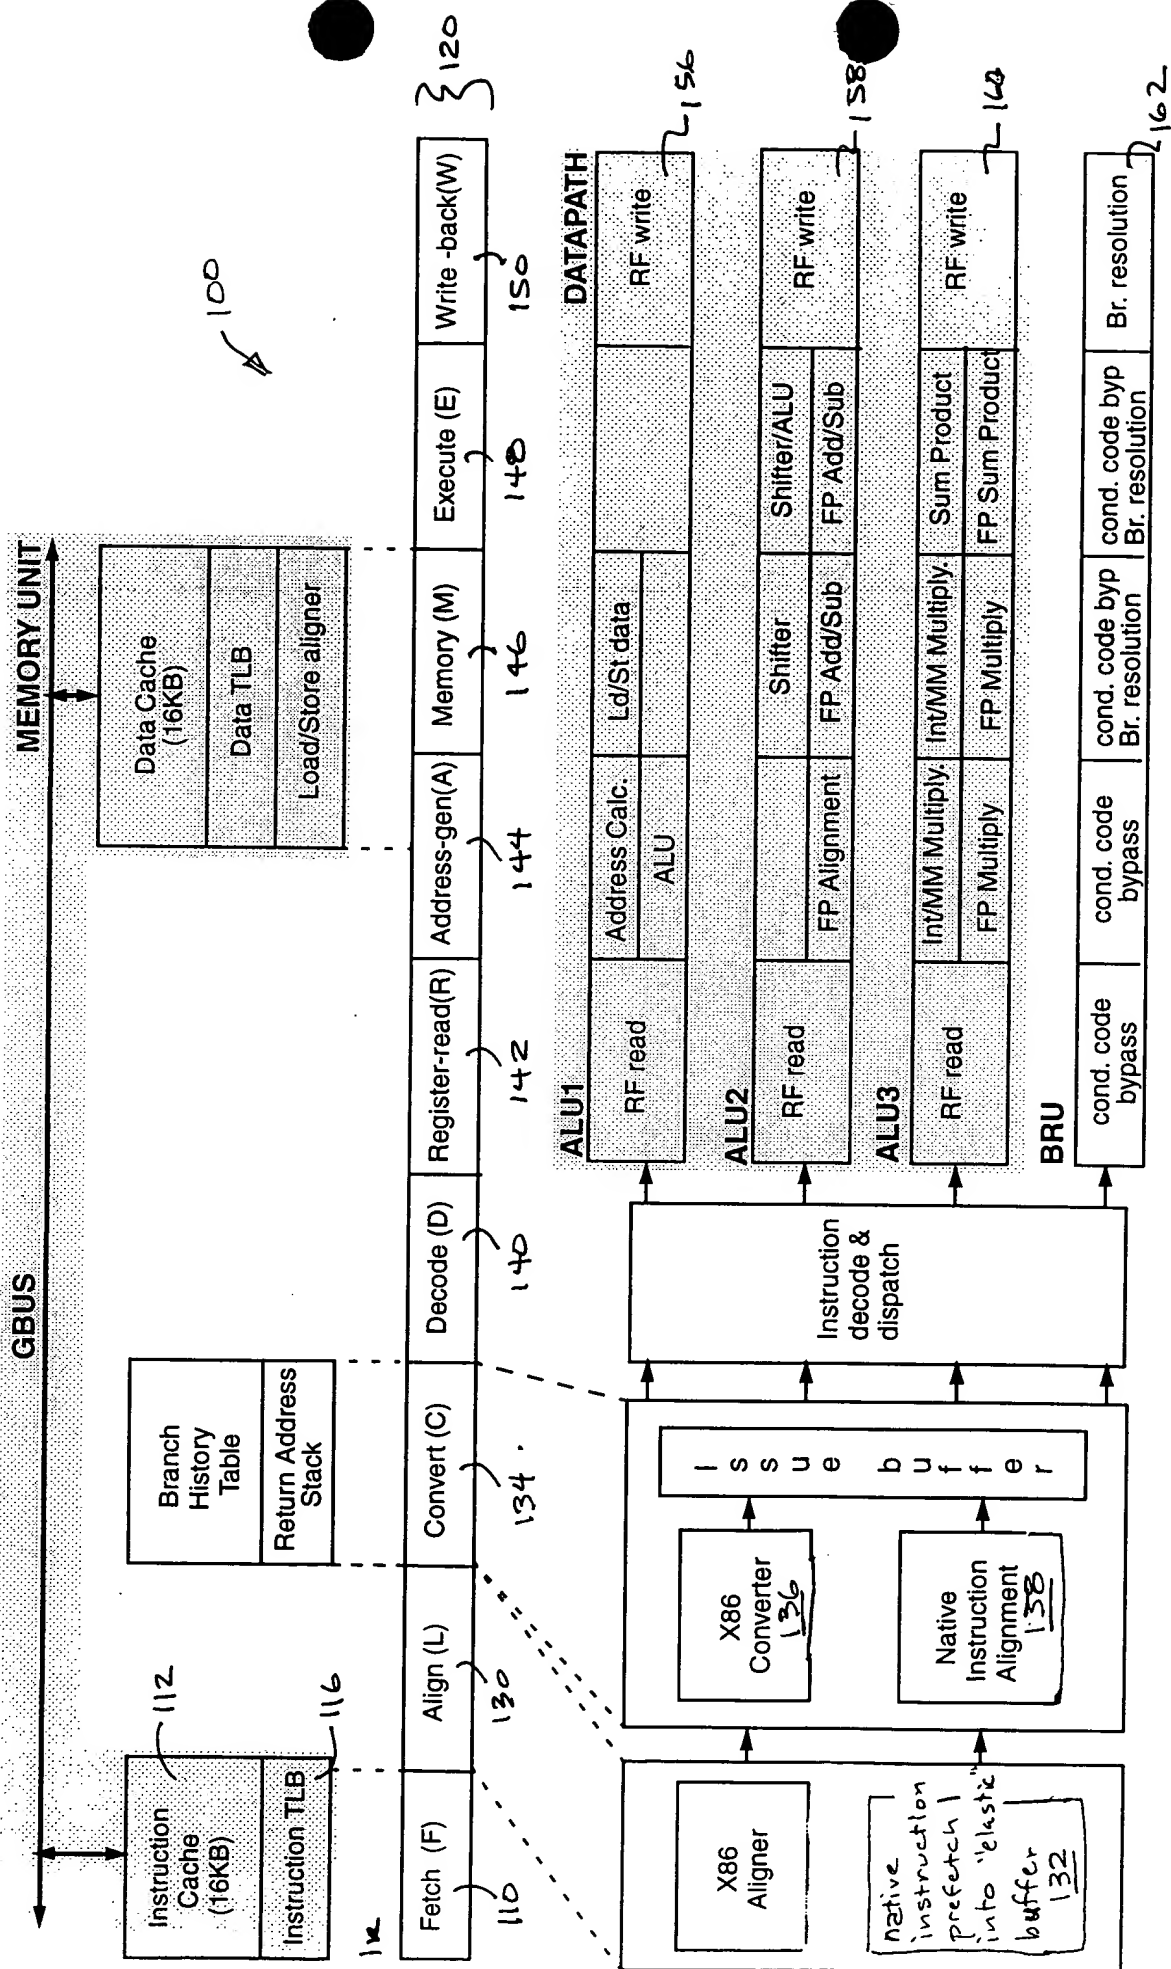 GBUS
MEMORY UNIT
Instruction
Cache
(16KB)
Instruction TLB
112
116
Branch
History
Table
Return Address
Stack
Data Cache
(16KB)
Data TLB
Load/Store aligner
100
Fetch (F)
Align (L)
Convert (C)
Decode (D)
Register-read(R)
Address-gen(A)
Memory (M)
Execute (E)
Write -back(W)
120
110
130
134
140
142
144
146
148
150
X86
Aligner
native
instruction
prefetch
into "elastic"
buffer
132
X86
Converter
136
Native
Instruction
Alignment
138
Issue buffer
Instruction
decode &
dispatch
DATAPATH
ALU1
RF read
Address Calc.
ALU
Ld/St data
RF write
156
ALU2
RF read
FP Alignment
Shifter
FP Add/Sub
Shifter/ALU
FP Add/Sub
RF write
158
ALU3
RF read
Int/MM Multiply.
FP Multiply
Int/MM Multiply.
FP Multiply
Sum Product
FP Sum Product
RF write
BRU
cond. code
bypass
cond. code
bypass
cond. code byp
Br. resolution
cond. code byp
Br. resolution
Br. resolution
162